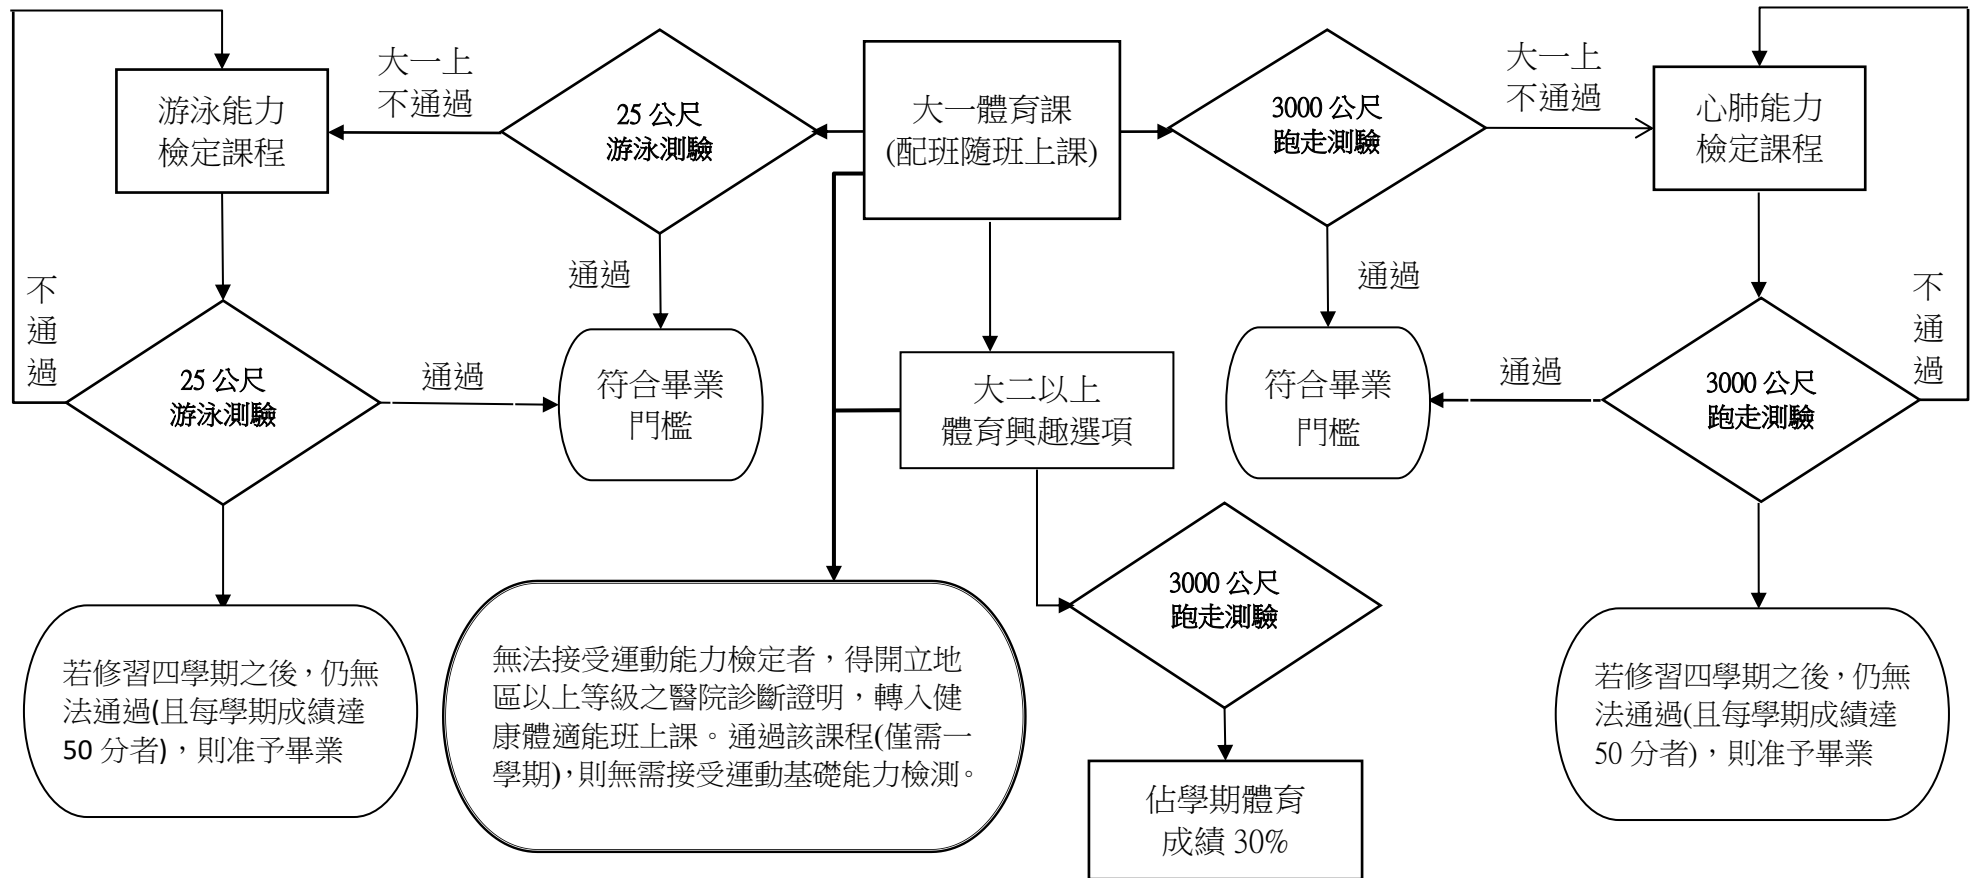 大一上
不通過
游泳能力
檢定課程
25 公尺
游泳測驗
大一體育課
(配班隨班上課)
3000 公尺
跑走測驗
大一上
不通過
心肺能力
檢定課程
不
通
過
通過
通過
不
通
過
25 公尺
游泳測驗
通過
符合畢業
門檻
大二以上
體育興趣選項
符合畢業
門檻
通過
3000 公尺
跑走測驗
3000 公尺
跑走測驗
若修習四學期之後，仍無
法通過(且每學期成績達
50 分者)，則准予畢業
無法接受運動能力檢定者，得開立地
區以上等級之醫院診斷證明，轉入健
康體適能班上課。通過該課程(僅需一
學期)，則無需接受運動基礎能力檢測。
若修習四學期之後，仍無
法通過(且每學期成績達
50 分者)，則准予畢業
佔學期體育
成績 30%